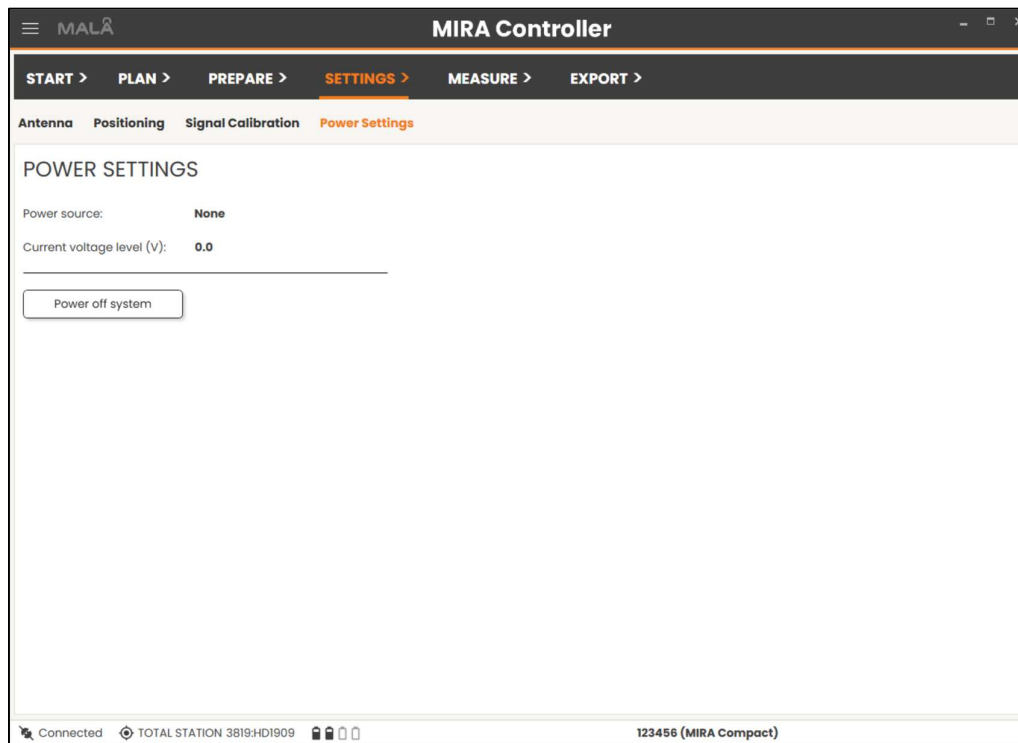 MALÅ MIRA Controller
START > PLAN > PREPARE > SETTINGS > MEASURE > EXPORT >
Antenna Positioning Signal Calibration Power Settings
POWER SETTINGS
Power source: None
Current voltage level (V): 0.0
Power off system
Connected TOTAL STATION 3819:HD1909 123456 (MIRA Compact)